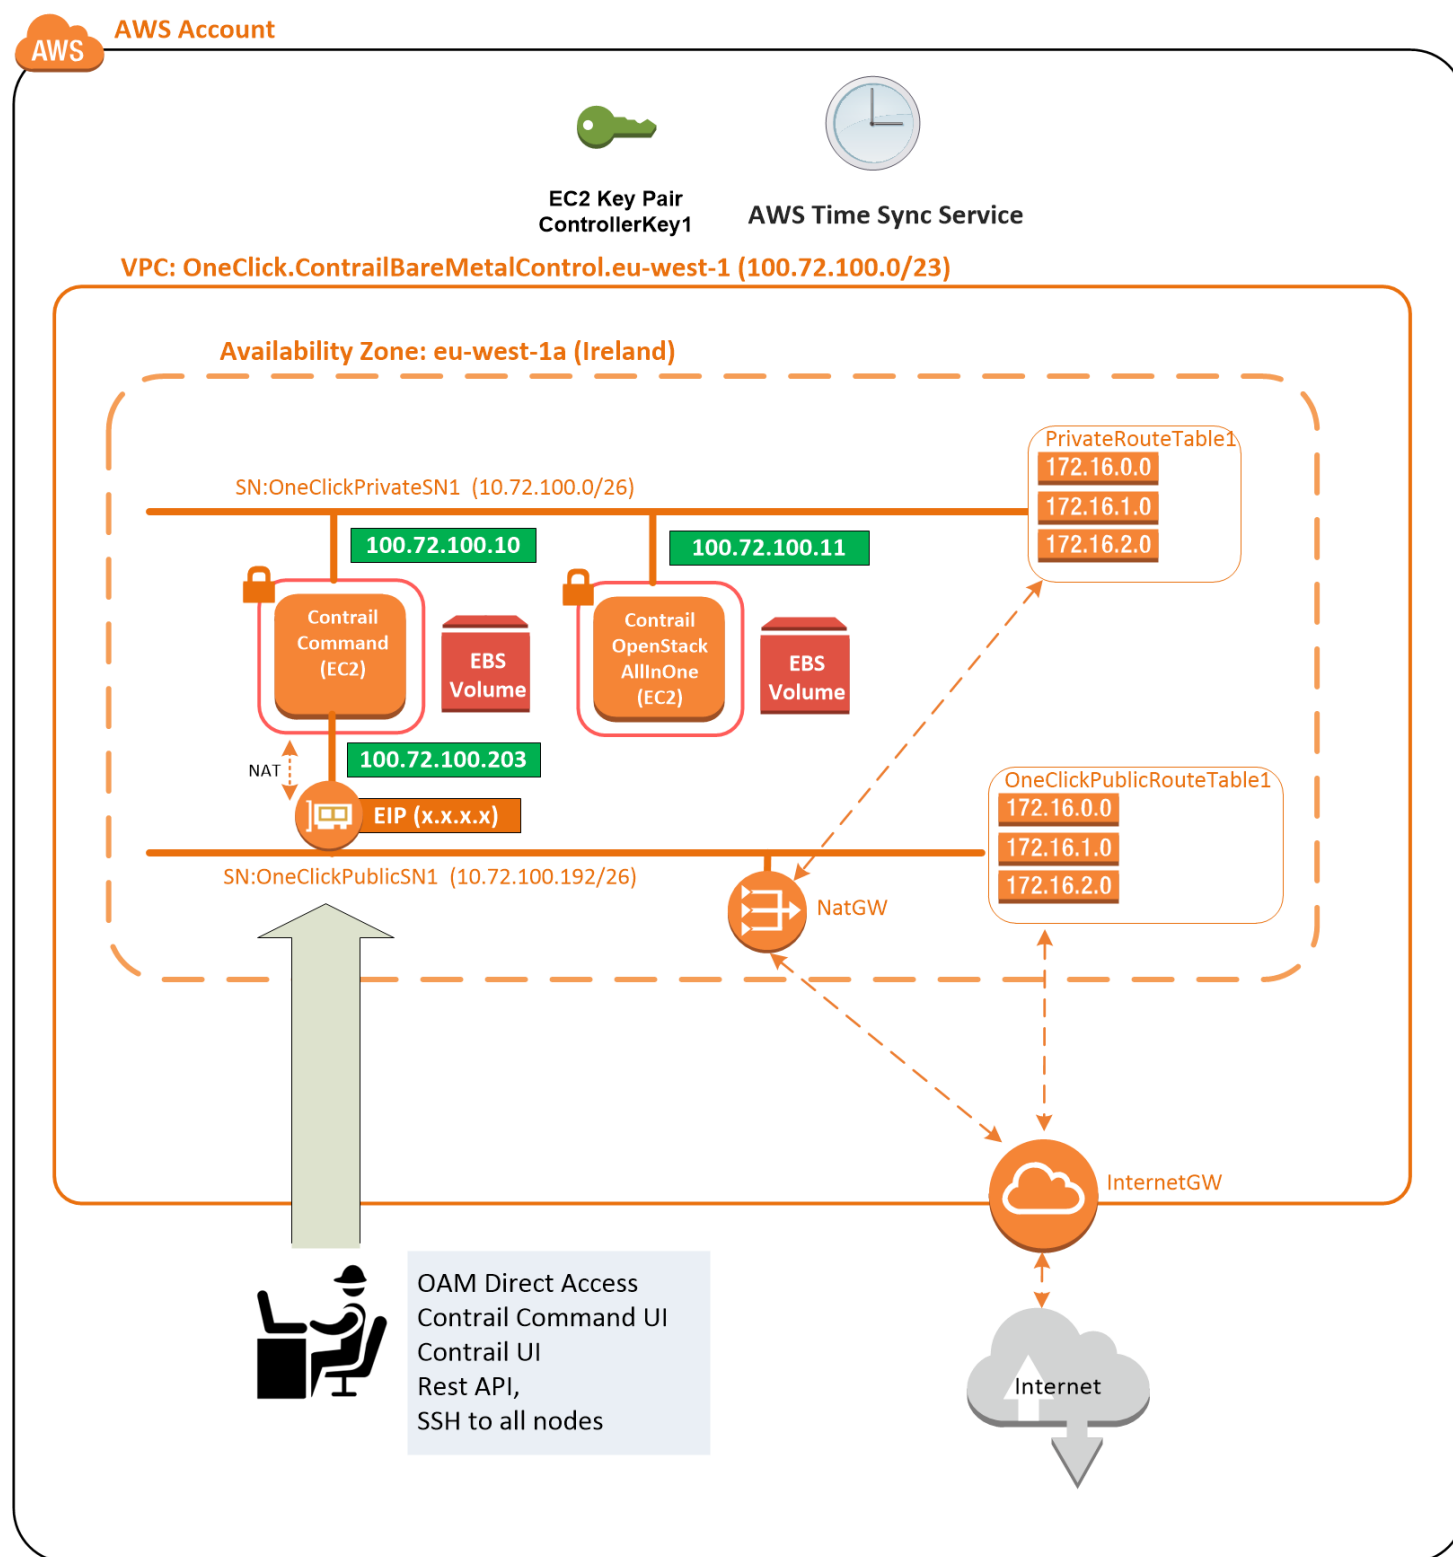 AWS
AWS Account
EC2 Key Pair
ControllerKey1
AWS Time Sync Service
VPC: OneClick.ContrailBareMetalControl.eu-west-1 (100.72.100.0/23)
Availability Zone: eu-west-1a (Ireland)
PrivateRouteTable1
172.16.0.0
172.16.1.0
172.16.2.0
SN:OneClickPrivateSN1 (10.72.100.0/26)
100.72.100.10
100.72.100.11
Contrail
Command
(EC2)
EBS
Volume
Contrail
OpenStack
AllInOne
(EC2)
EBS
Volume
100.72.100.203
NAT
EIP (x.x.x.x)
OneClickPublicRouteTable1
172.16.0.0
172.16.1.0
172.16.2.0
SN:OneClickPublicSN1 (10.72.100.192/26)
NatGW
InternetGW
OAM Direct Access
Contrail Command UI
Contrail UI
Rest API,
SSH to all nodes
Internet